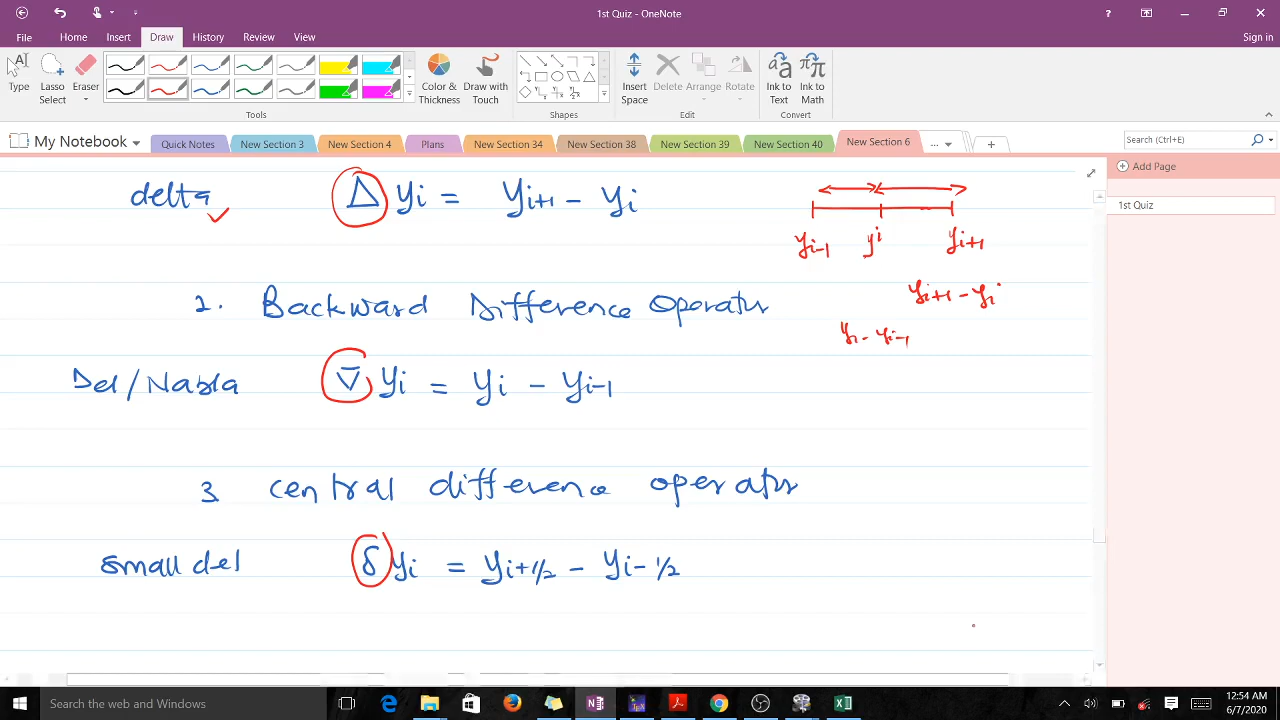 1st Quiz - OneNote
Sign in
File Home Insert Draw History Review View
Type
Lasso Select
Eraser
Color & Thickness
Draw with Touch
Insert Space
Delete
Arrange
Rotate
Ink to Text
Ink to Math
Tools
Shapes
Edit
Convert
My Notebook
Quick Notes
New Section 3
New Section 4
Plans
New Section 34
New Section 38
New Section 39
New Section 40
New Section 6
...
Search (Ctrl+E)
Add Page
1st Quiz
delta Δ yi = yi+1 - yi
yi-1 yi yi+1
yi+1 - yi
yi - yi-1
2. Backward Difference Operator
Del/Nabla ∇ yi = yi - yi-1
3 central difference operator
small del δ yi = yi+1/2 - yi-1/2
Search the web and Windows
12:54 AM
6/7/2020